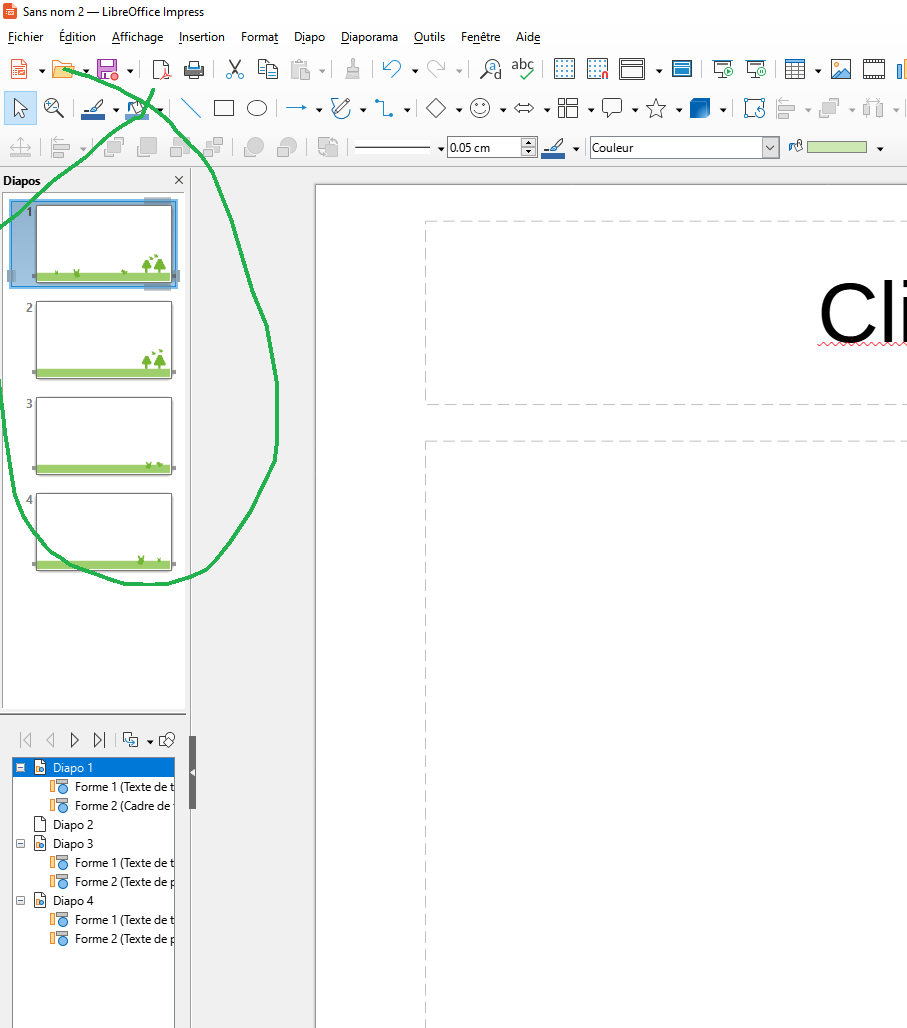 Sans nom 2 — LibreOffice Impress
Fichier Édition Affichage Insertion Format Diapo Diaporama Outils Fenêtre Aide
abc
0.05 cm
Couleur
Diapos
1
2
3
4
Cli
Diapo 1
Forme 1 (Texte de t
Forme 2 (Cadre de
Diapo 2
Diapo 3
Forme 1 (Texte de t
Forme 2 (Texte de p
Diapo 4
Forme 1 (Texte de t
Forme 2 (Texte de p